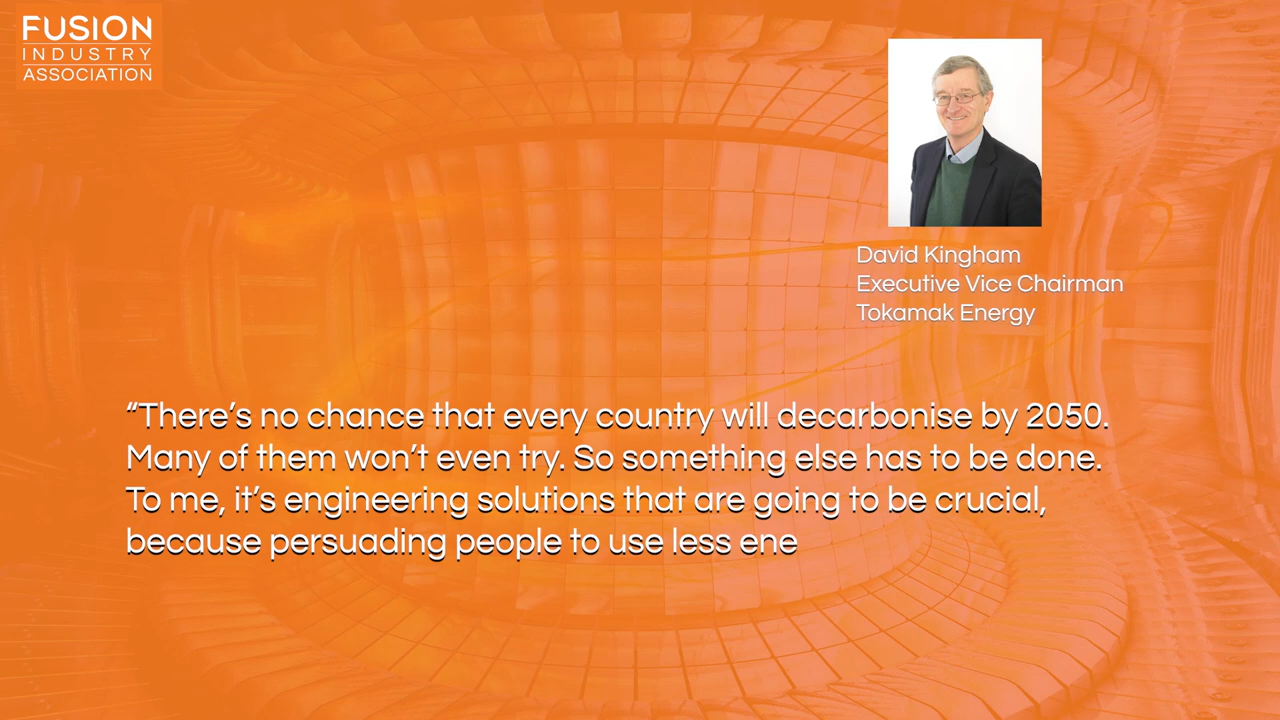 FUSION
INDUSTRY
ASSOCIATION
David Kingham
Executive Vice Chairman
Tokamak Energy
“There’s no chance that every country will decarbonise by 2050.
Many of them won’t even try. So something else has to be done.
To me, it’s engineering solutions that are going to be crucial,
because persuading people to use less ene